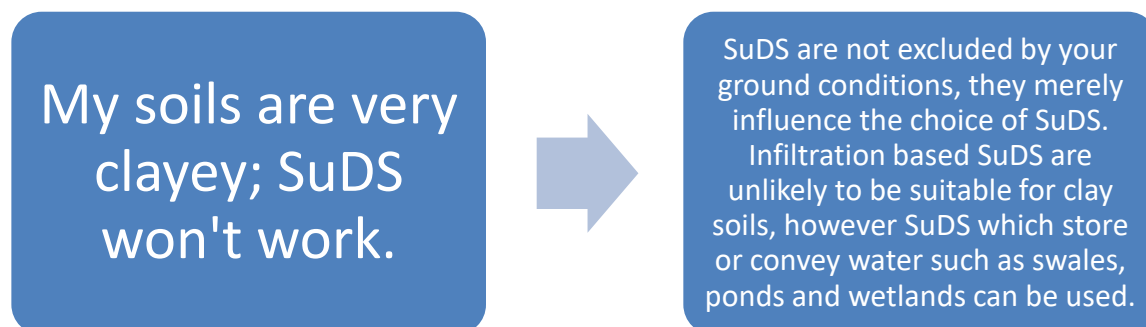 My soils are very
clayey; SuDS
won't work.
SuDS are not excluded by your
ground conditions, they merely
influence the choice of SuDS.
Infiltration based SuDS are
unlikely to be suitable for clay
soils, however SuDS which store
or convey water such as swales,
ponds and wetlands can be used.